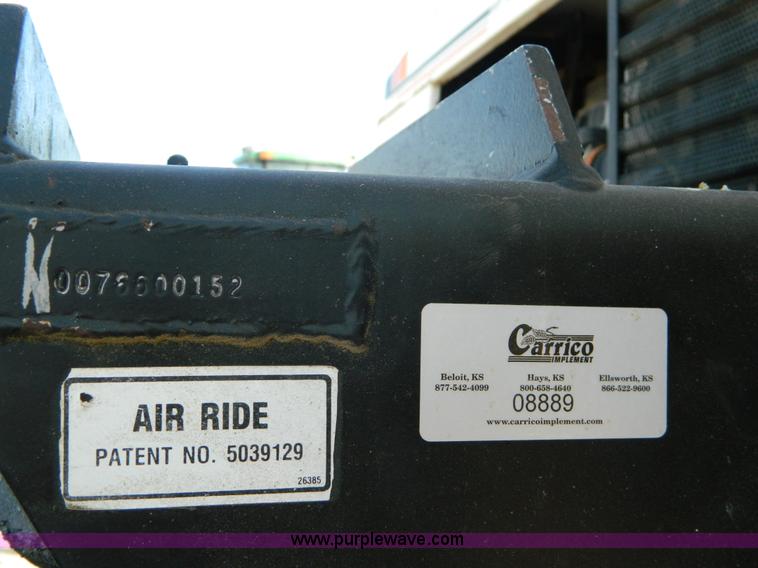 N0076600152
AIR RIDE
PATENT NO. 5039129
26385
Carrico
IMPLEMENT
Beloit, KS
877-542-4099
Hays, KS
800-658-4640
Ellsworth, KS
866-522-9600
08889
www.carricoimplement.com
www.purplewave.com